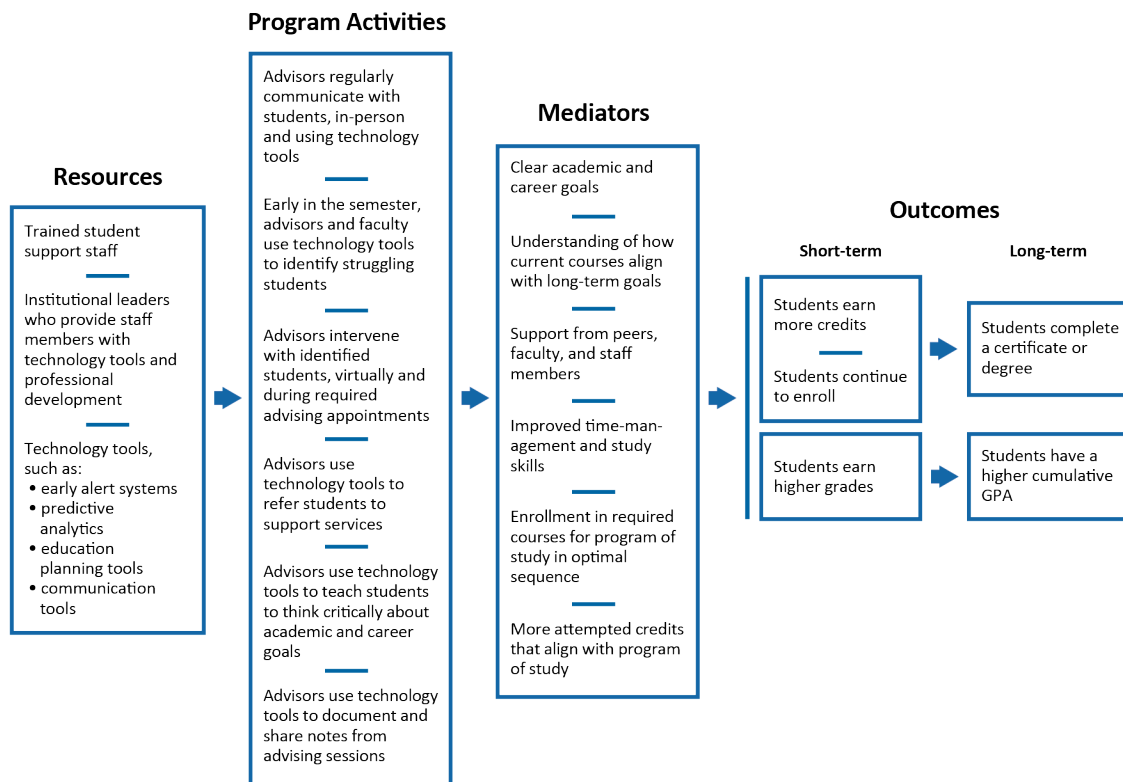 Resources
Trained student
support staff
Institutional leaders
who provide staff
members with
technology tools and
professional
development
Technology tools,
such as:
• early alert systems
• predictive
analytics
• education
planning tools
• communication
tools
Program Activities
Advisors regularly
communicate with
students, in-person
and using technology
tools
Early in the semester,
advisors and faculty
use technology tools
to identify struggling
students
Advisors intervene
with identified
students, virtually and
during required
advising appointments
Advisors use
technology tools to
refer students to
support services
Advisors use technology
tools to teach students
to think critically about
academic and career
goals
Advisors use technology
tools to document and
share notes from
advising sessions
Mediators
Clear academic and
career goals
Understanding of how
current courses align
with long-term goals
Support from peers,
faculty, and staff
members
Improved time-man-
agement and study
skills
Enrollment in required
courses for program of
study in optimal
sequence
More attempted credits
that align with program
of study
Outcomes
Short-term
Students earn
more credits
Students continue
to enroll
Students earn
higher grades
Long-term
Students complete
a certificate or
degree
Students have a
higher cumulative
GPA